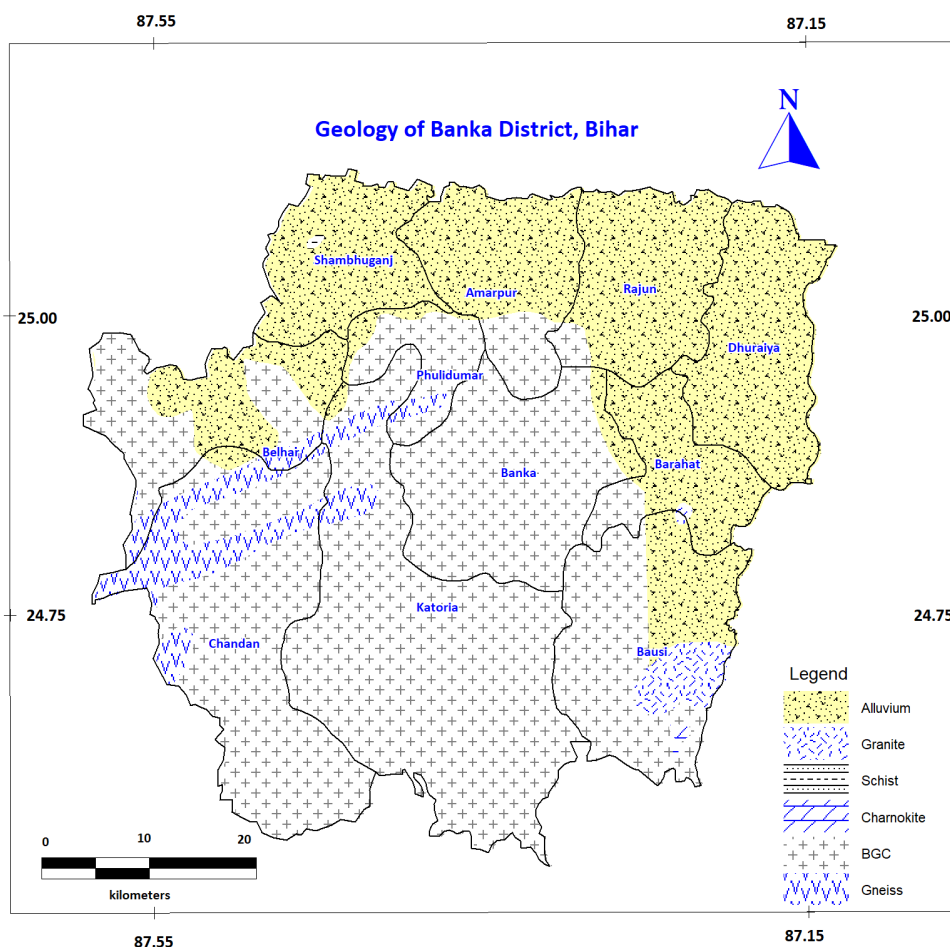 87.55
87.15
N
Geology of Banka District, Bihar
Shambhuganj
Amarpur
Rajun
25.00
25.00
Dhuraiya
Phulidumar
Belhar
Barahat
Banka
Katoria
24.75
24.75
Chandan
Bausi
Legend
Alluvium
Granite
Schist
Charnokite
BGC
Gneiss
0 10 20
kilometers
87.55
87.15